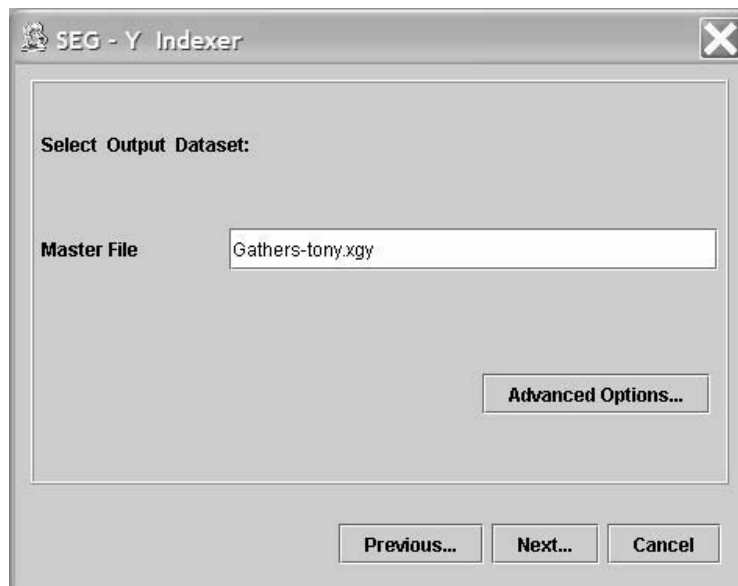 SEG - Y Indexer
Select Output Dataset:
Master File Gathers-tony.xgy
Advanced Options...
Previous... Next... Cancel